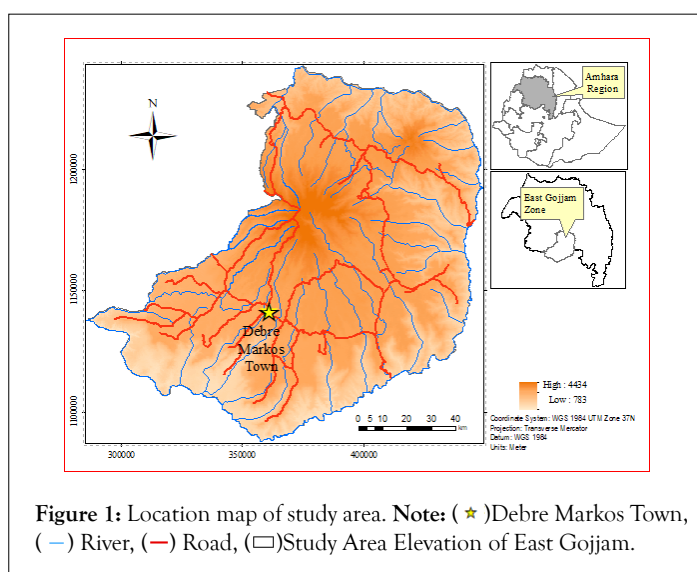 N
Amhara
Region
East Gojjam
Zone
1200000
1150000
1100000
Debre
Markos
Town
High : 4434
Low : 783
0 5 10 20 30 40
km
Coordinate System: WGS 1984 UTM Zone 37N
Projection: Transverse Mercator
Datum: WGS 1984
Units: Meter
300000 350000 400000
Figure 1: Location map of study area. Note: (★)Debre Markos Town,
(—) River, (—) Road, (▭)Study Area Elevation of East Gojjam.